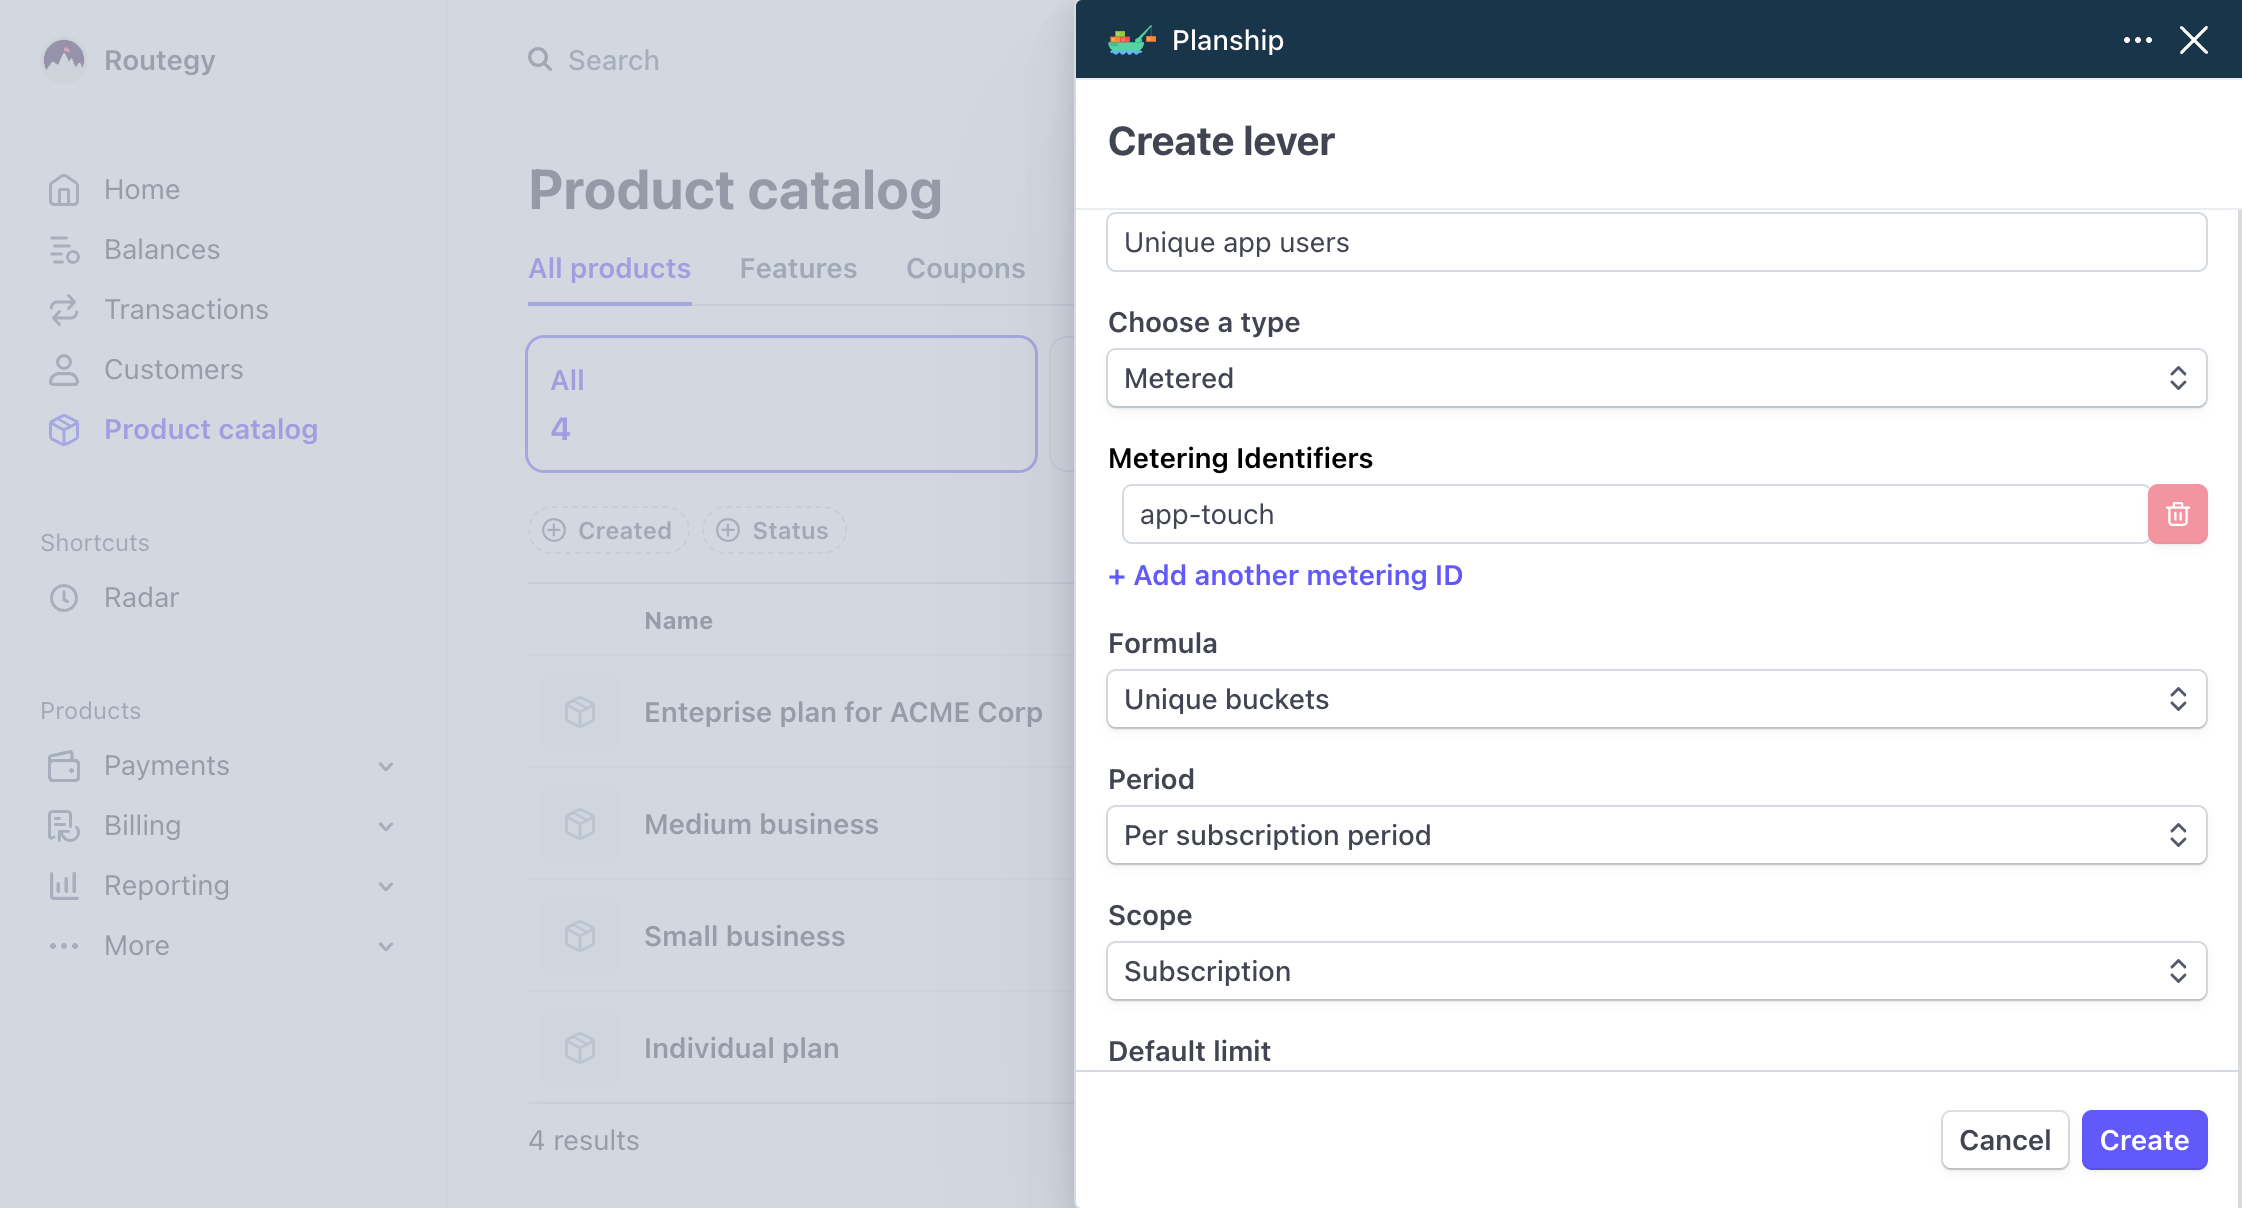 Routegy
Home
Balances
Transactions
Customers
Product catalog
Shortcuts
Radar
Products
Payments
Billing
Reporting
More
Search
Product catalog
All products Features Coupons
All
4
Created Status
Name
Enteprise plan for ACME Corp
Medium business
Small business
Individual plan
4 results
Planship
Create lever
Unique app users
Choose a type
Metered
Metering Identifiers
app-touch
+ Add another metering ID
Formula
Unique buckets
Period
Per subscription period
Scope
Subscription
Default limit
Cancel Create